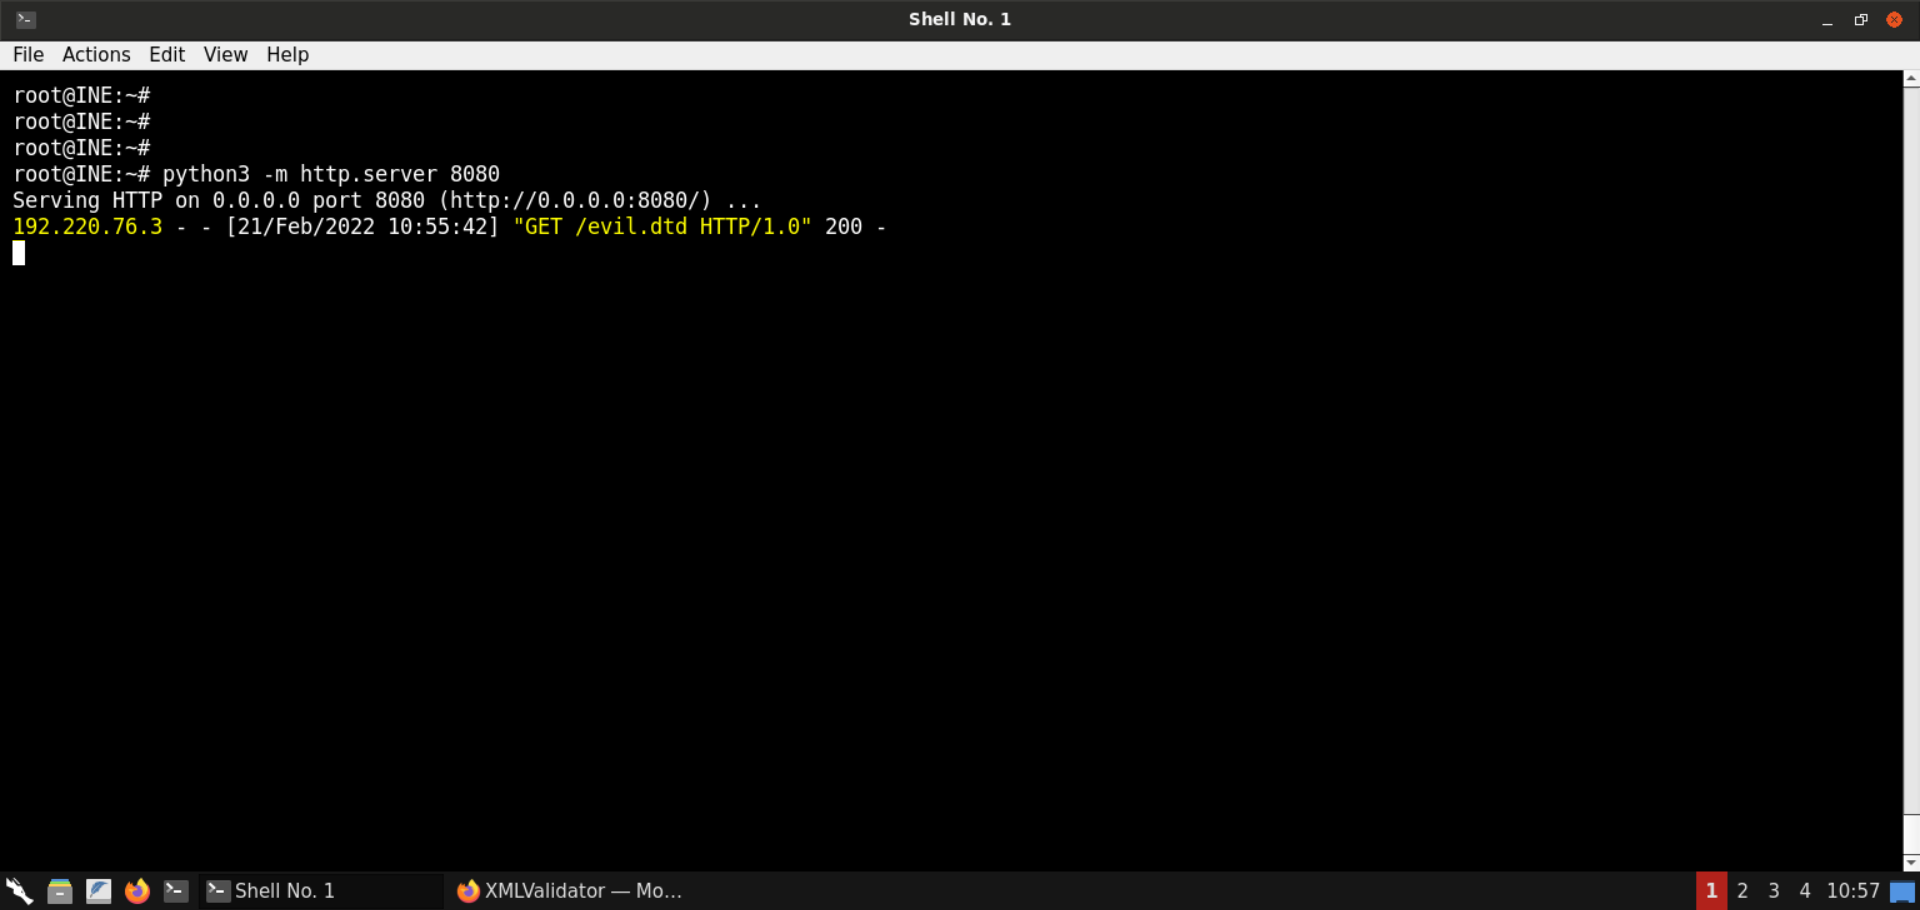 Shell No. 1
File Actions Edit View Help
root@INE:~#
root@INE:~#
root@INE:~#
root@INE:~# python3 -m http.server 8080
Serving HTTP on 0.0.0.0 port 8080 (http://0.0.0.0:8080/) ...
192.220.76.3 - - [21/Feb/2022 10:55:42] "GET /evil.dtd HTTP/1.0" 200 -
Shell No. 1 XMLValidator — Mo... 1 2 3 4 10:57